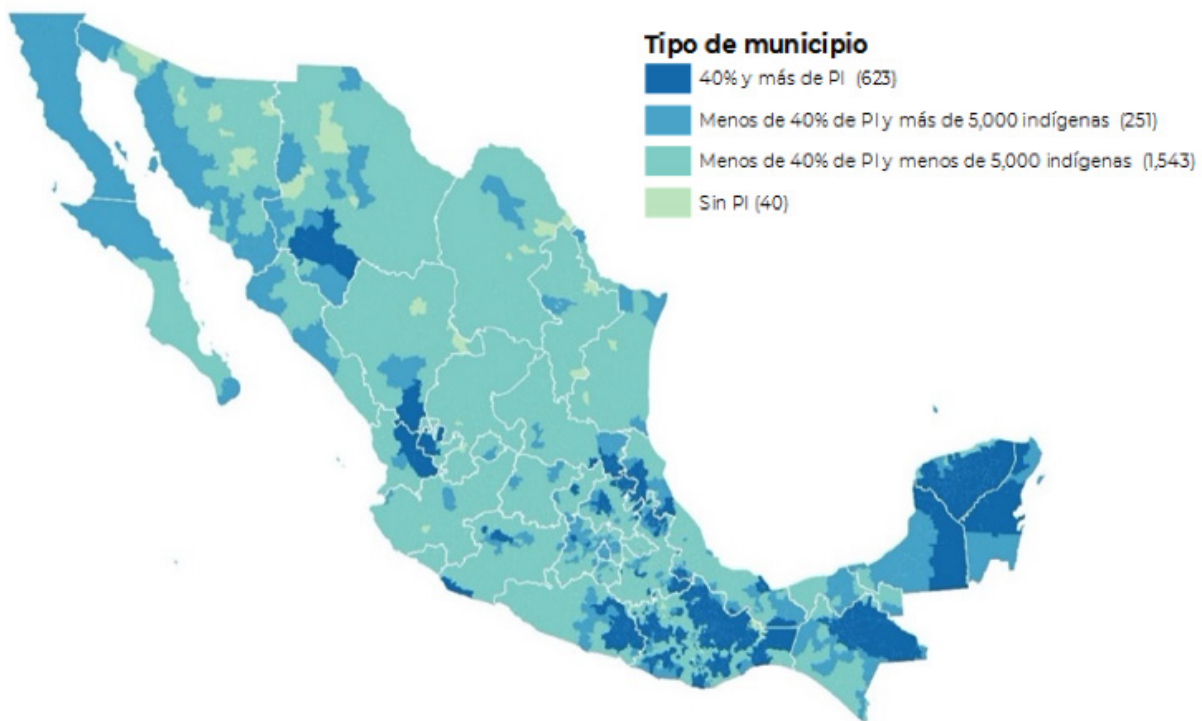 Tipo de municipio
40% y más de PI (623)
Menos de 40% de PI y más de 5,000 indígenas (251)
Menos de 40% de PI y menos de 5,000 indígenas (1,543)
Sin PI (40)